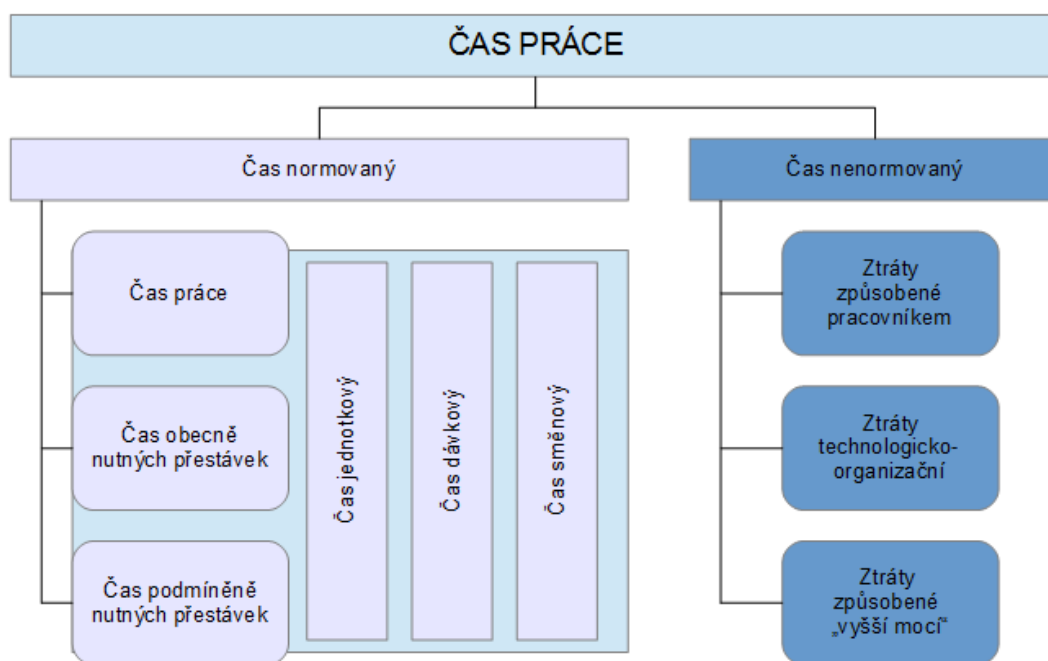 ČAS PRÁCE
Čas normovaný
Čas nenormovaný
Čas práce
Čas obecně
nutných přestávek
Čas podmíněně
nutných přestávek
Čas jednotkový
Čas dávkový
Čas směnový
Ztráty
způsobené
pracovníkem
Ztráty
technologicko-
organizační
Ztráty
způsobené
„vyšší mocí“